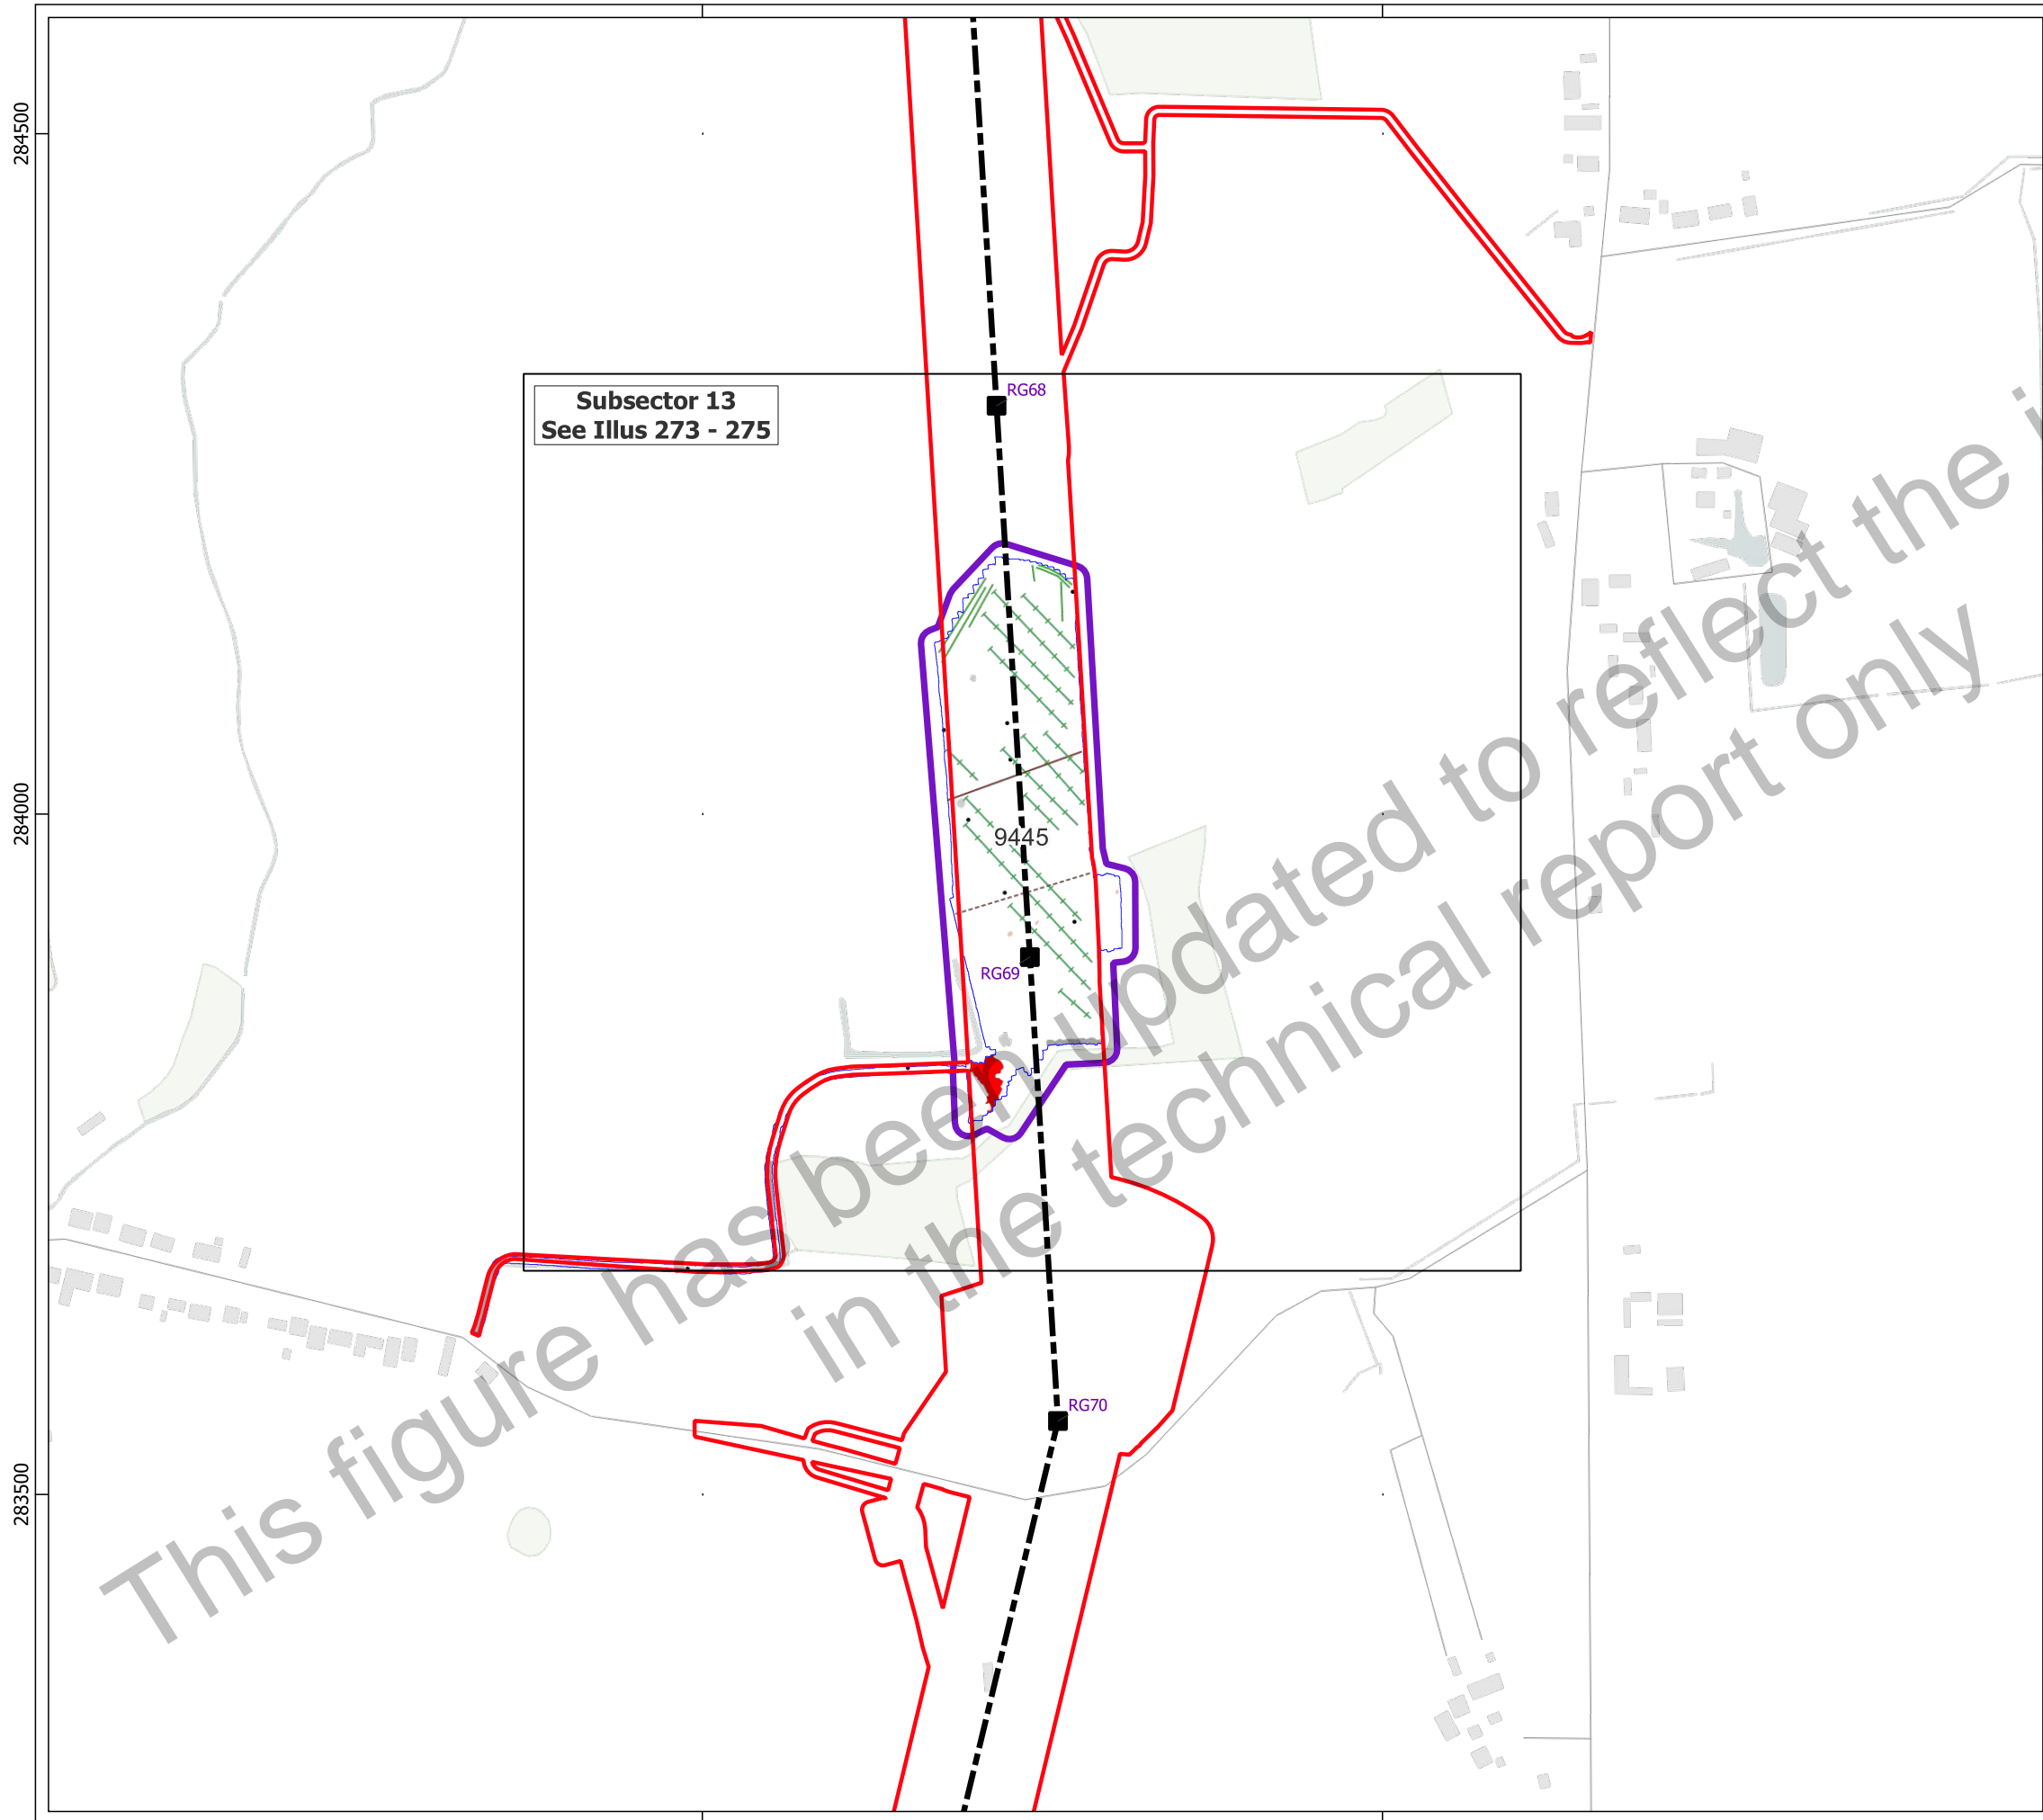 284500
Subsector 13
See Illus 273 - 275
RG68
284000
9445
RG69
RG70
283500
This figure has been updated to reflect the
in the technical report only